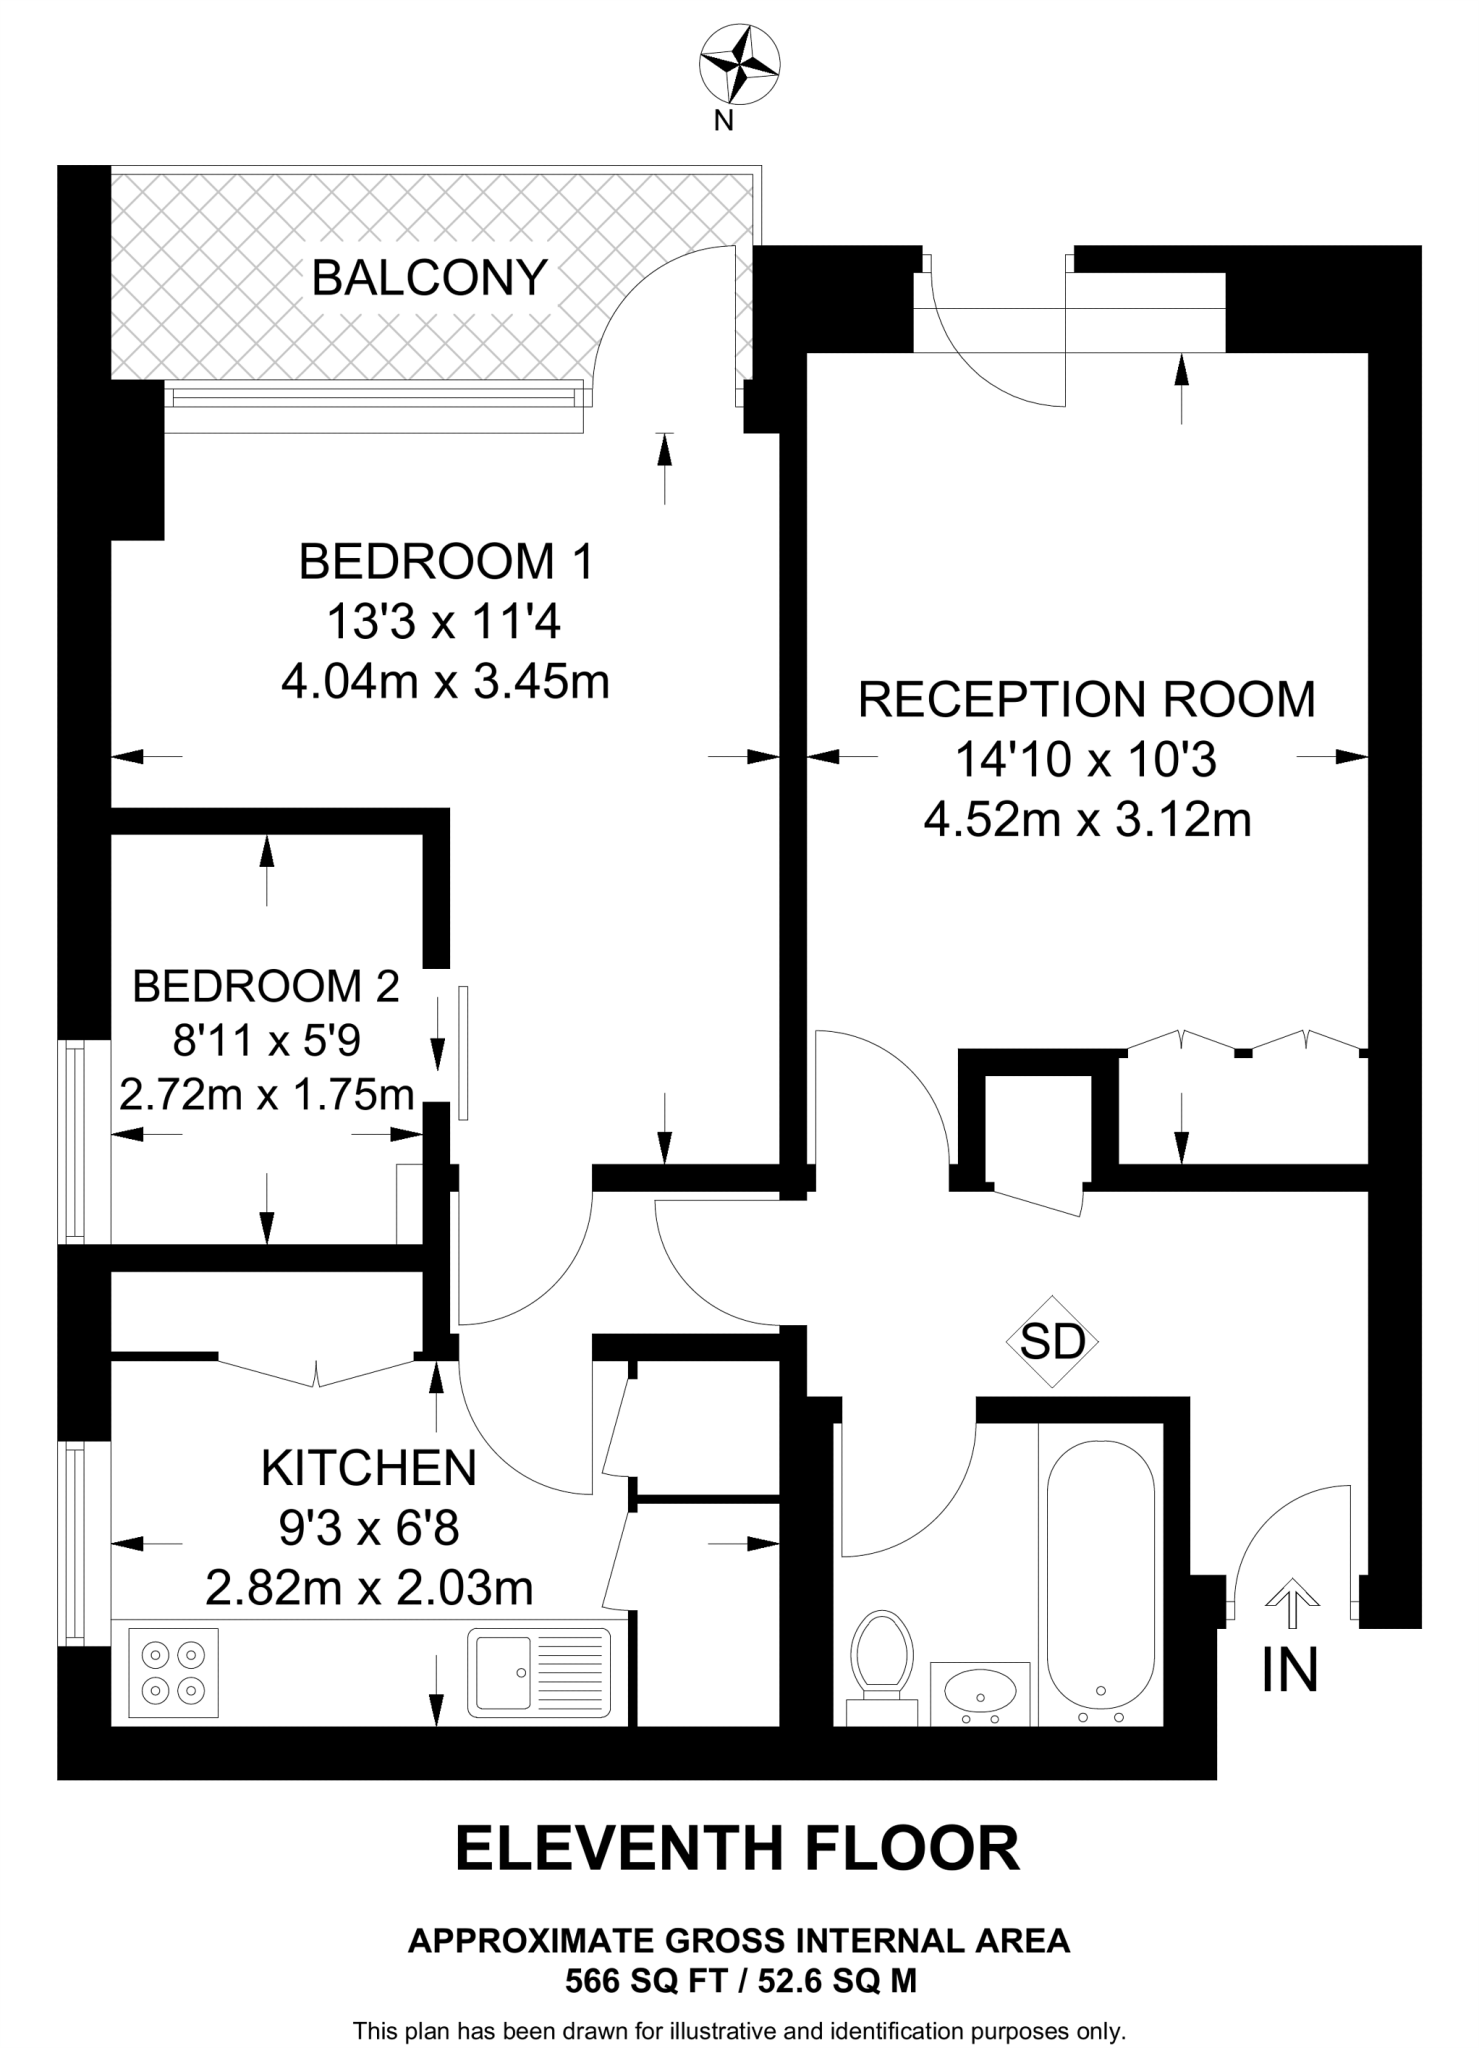 N
BALCONY
BEDROOM 1
13'3 x 11'4
4.04m x 3.45m
RECEPTION ROOM
14'10 x 10'3
4.52m x 3.12m
BEDROOM 2
8'11 x 5'9
2.72m x 1.75m
SD
KITCHEN
9'3 x 6'8
2.82m x 2.03m
IN
ELEVENTH FLOOR
APPROXIMATE GROSS INTERNAL AREA
566 SQ FT / 52.6 SQ M
This plan has been drawn for illustrative and identification purposes only.